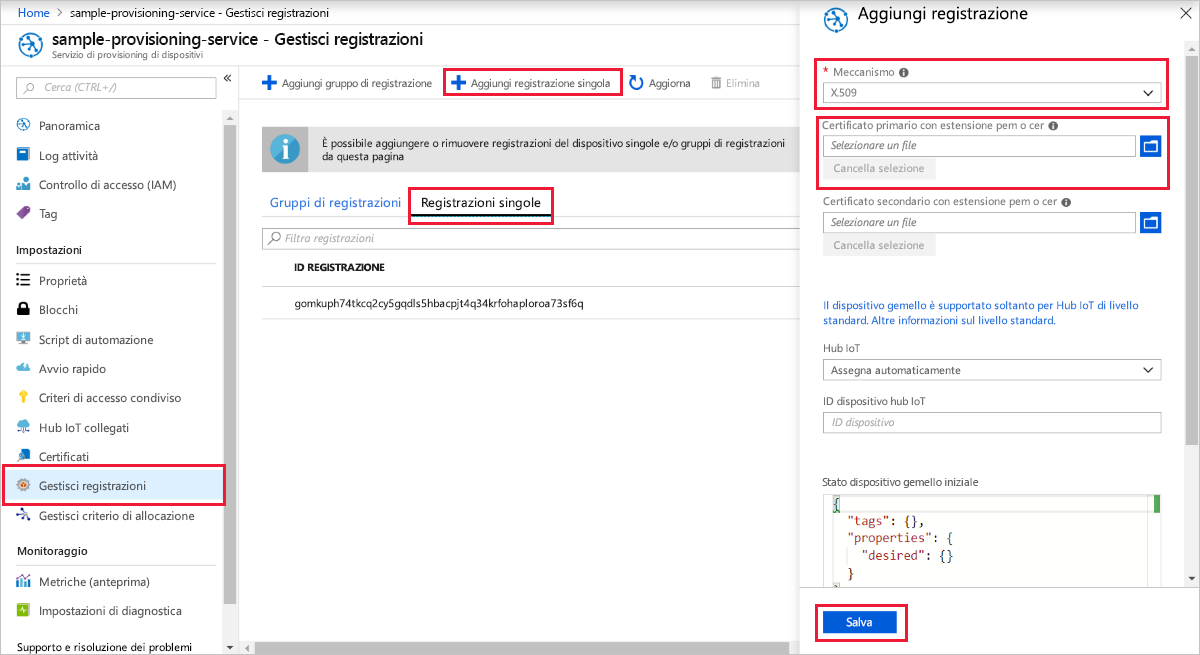 Home > sample-provisioning-service - Gestisci registrazioni
sample-provisioning-service - Gestisci registrazioni
Servizio di provisioning di dispositivi
Cerca (CTRL+/)
Panoramica
Log attività
Controllo di accesso (IAM)
Tag
Impostazioni
Proprietà
Blocchi
Script di automazione
Avvio rapido
Criteri di accesso condiviso
Hub IoT collegati
Certificati
Gestisci registrazioni
Gestisci criterio di allocazione
Monitoraggio
Metriche (anteprima)
Impostazioni di diagnostica
Supporto e risoluzione dei problemi
Aggiungi gruppo di registrazione
Aggiungi registrazione singola
Aggiorna
Elimina
È possibile aggiungere o rimuovere registrazioni del dispositivo singole e/o gruppi di registrazioni
da questa pagina
Gruppi di registrazioni
Registrazioni singole
Filtra registrazioni
ID REGISTRAZIONE
gomkuph74tkcq2cy5gqdls5hbacpjt4q34krfohaploroa73sf6q
Aggiungi registrazione
* Meccanismo
X.509
Certificato primario con estensione pem o cer
Selezionare un file
Cancella selezione
Certificato secondario con estensione pem o cer
Selezionare un file
Cancella selezione
Il dispositivo gemello è supportato soltanto per Hub IoT di livello
standard. Altre informazioni sul livello standard.
Hub IoT
Assegna automaticamente
ID dispositivo hub IoT
ID dispositivo
Stato dispositivo gemello iniziale
{
"tags": {},
"properties": {
"desired": {}
}
Salva